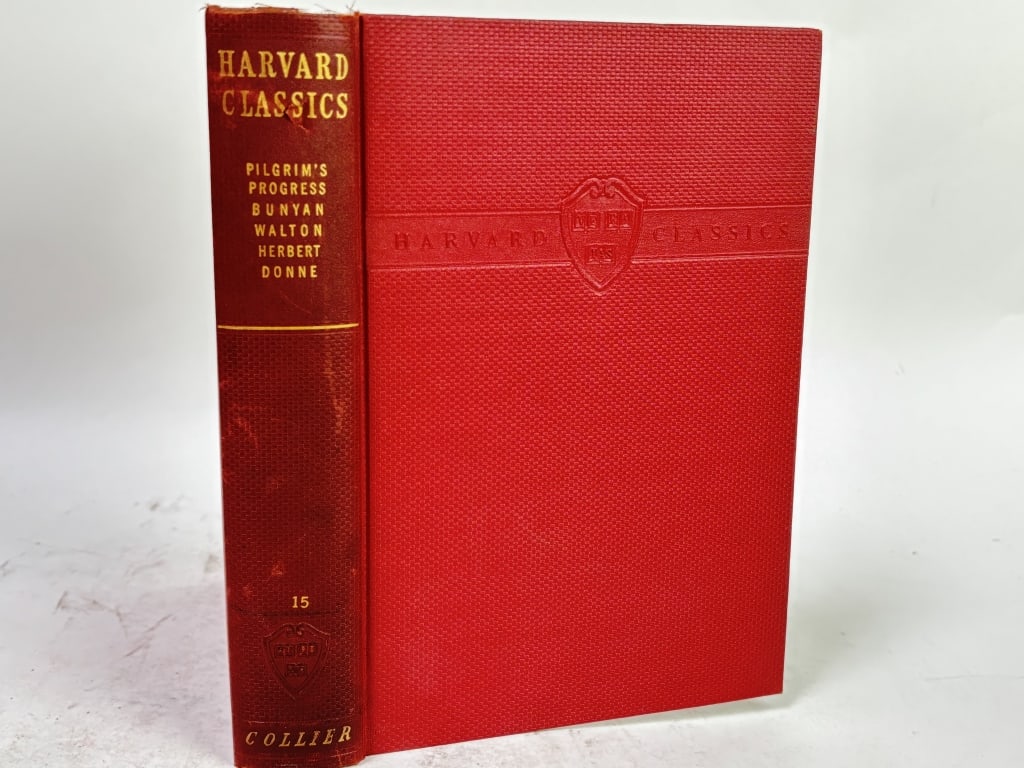 HARVARD
CLASSICS
PILGRIM'S
PROGRESS
BUNYAN
WALTON
HERBERT
DONNE
15
COLLIER
HARVARD CLASSICS